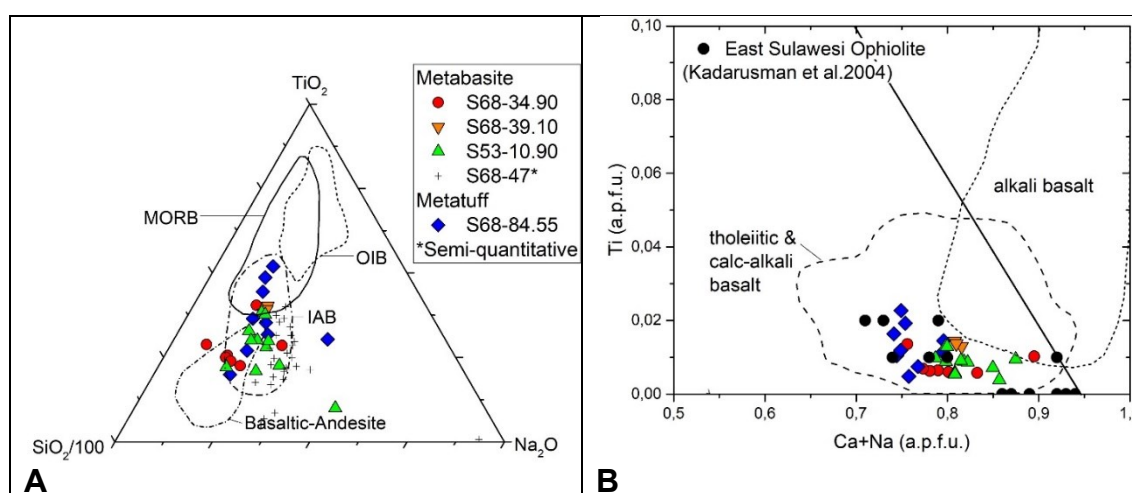 TiO2
Metabasite
S68-34.90
S68-39.10
S53-10.90
S68-47*
Metatuff
S68-84.55
*Semi-quantitative
MORB
OIB
IAB
Basaltic-Andesite
SiO2/100
Na2O
A
0,10
0,08
0,06
0,04
0,02
0,00
Ti (a.p.f.u.)
East Sulawesi Ophiolite
(Kadarusman et al.2004)
alkali basalt
tholeiitic &
calc-alkali
basalt
0,5
0,6
0,7
0,8
0,9
1,
Ca+Na (a.p.f.u.)
B